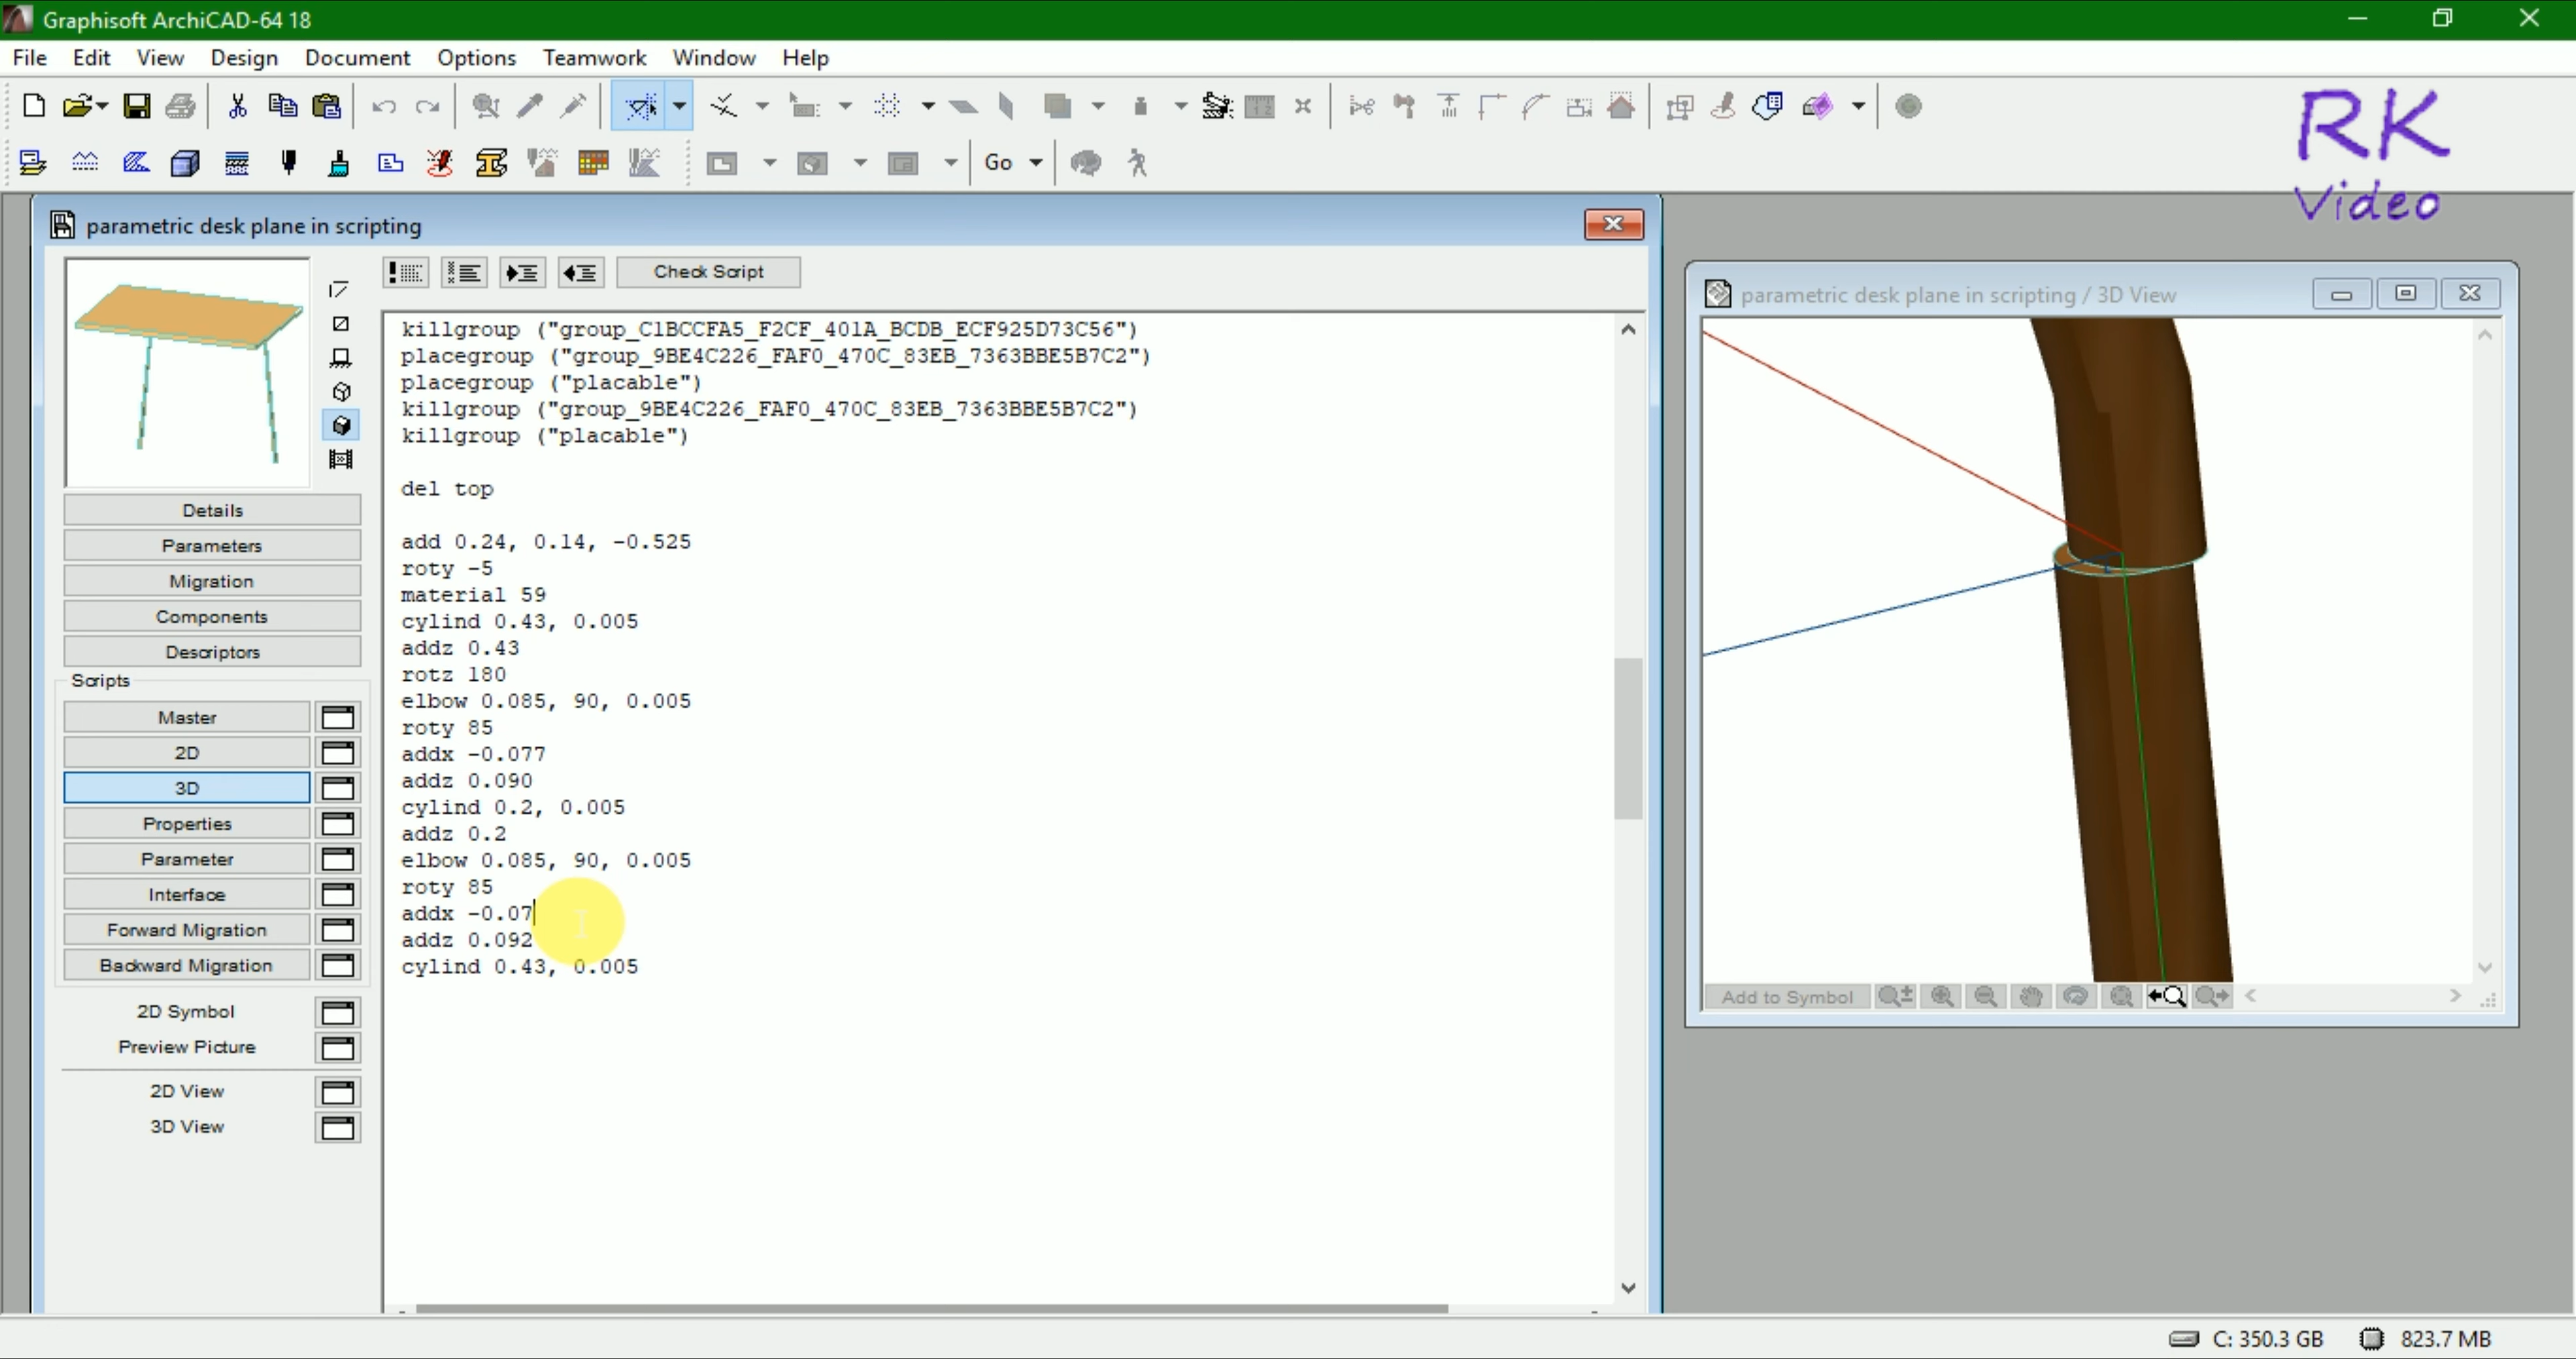 Graphisoft ArchiCAD-64 18
File Edit View Design Document Options Teamwork Window Help
RK
Video
Go
parametric desk plane in scripting
Check Script
Details
Parameters
Migration
Components
Descriptors
Scripts
Master
2D
3D
Properties
Parameter
Interface
Forward Migration
Backward Migration
2D Symbol
Preview Picture
2D View
3D View
killgroup ("group_C1BCCFA5_F2CF_401A_BCDB_ECF925D73C56")
placegroup ("group_9BE4C226_FAF0_470C_83EB_7363BBE5B7C2")
placegroup ("placable")
killgroup ("group_9BE4C226_FAF0_470C_83EB_7363BBE5B7C2")
killgroup ("placable")
del top
add 0.24, 0.14, -0.525
roty -5
material 59
cylind 0.43, 0.005
addz 0.43
rotz 180
elbow 0.085, 90, 0.005
roty 85
addx -0.077
addz 0.090
cylind 0.2, 0.005
addz 0.2
elbow 0.085, 90, 0.005
roty 85
addx -0.07
addz 0.092
cylind 0.43, 0.005
parametric desk plane in scripting / 3D View
Add to Symbol
C: 350.3 GB
823.7 MB